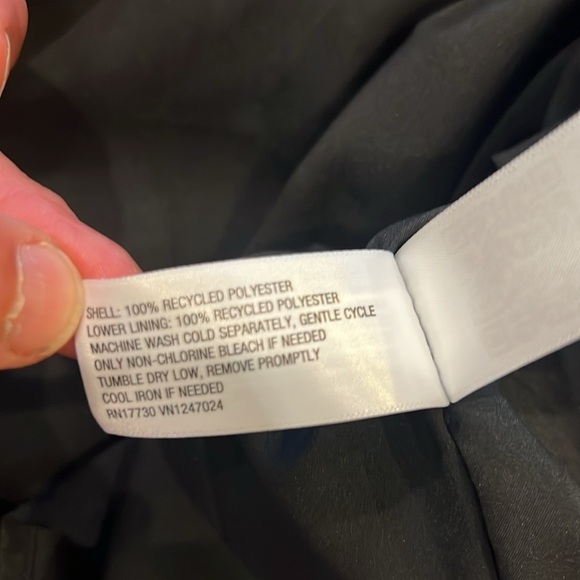 SHELL: 100% RECYCLED POLYESTER
LOWER LINING: 100% RECYCLED POLYESTER
MACHINE WASH COLD SEPARATELY, GENTLE CYCLE
ONLY NON-CHLORINE BLEACH IF NEEDED
TUMBLE DRY LOW, REMOVE PROMPTLY
COOL IRON IF NEEDED
RN17730 VN1247024